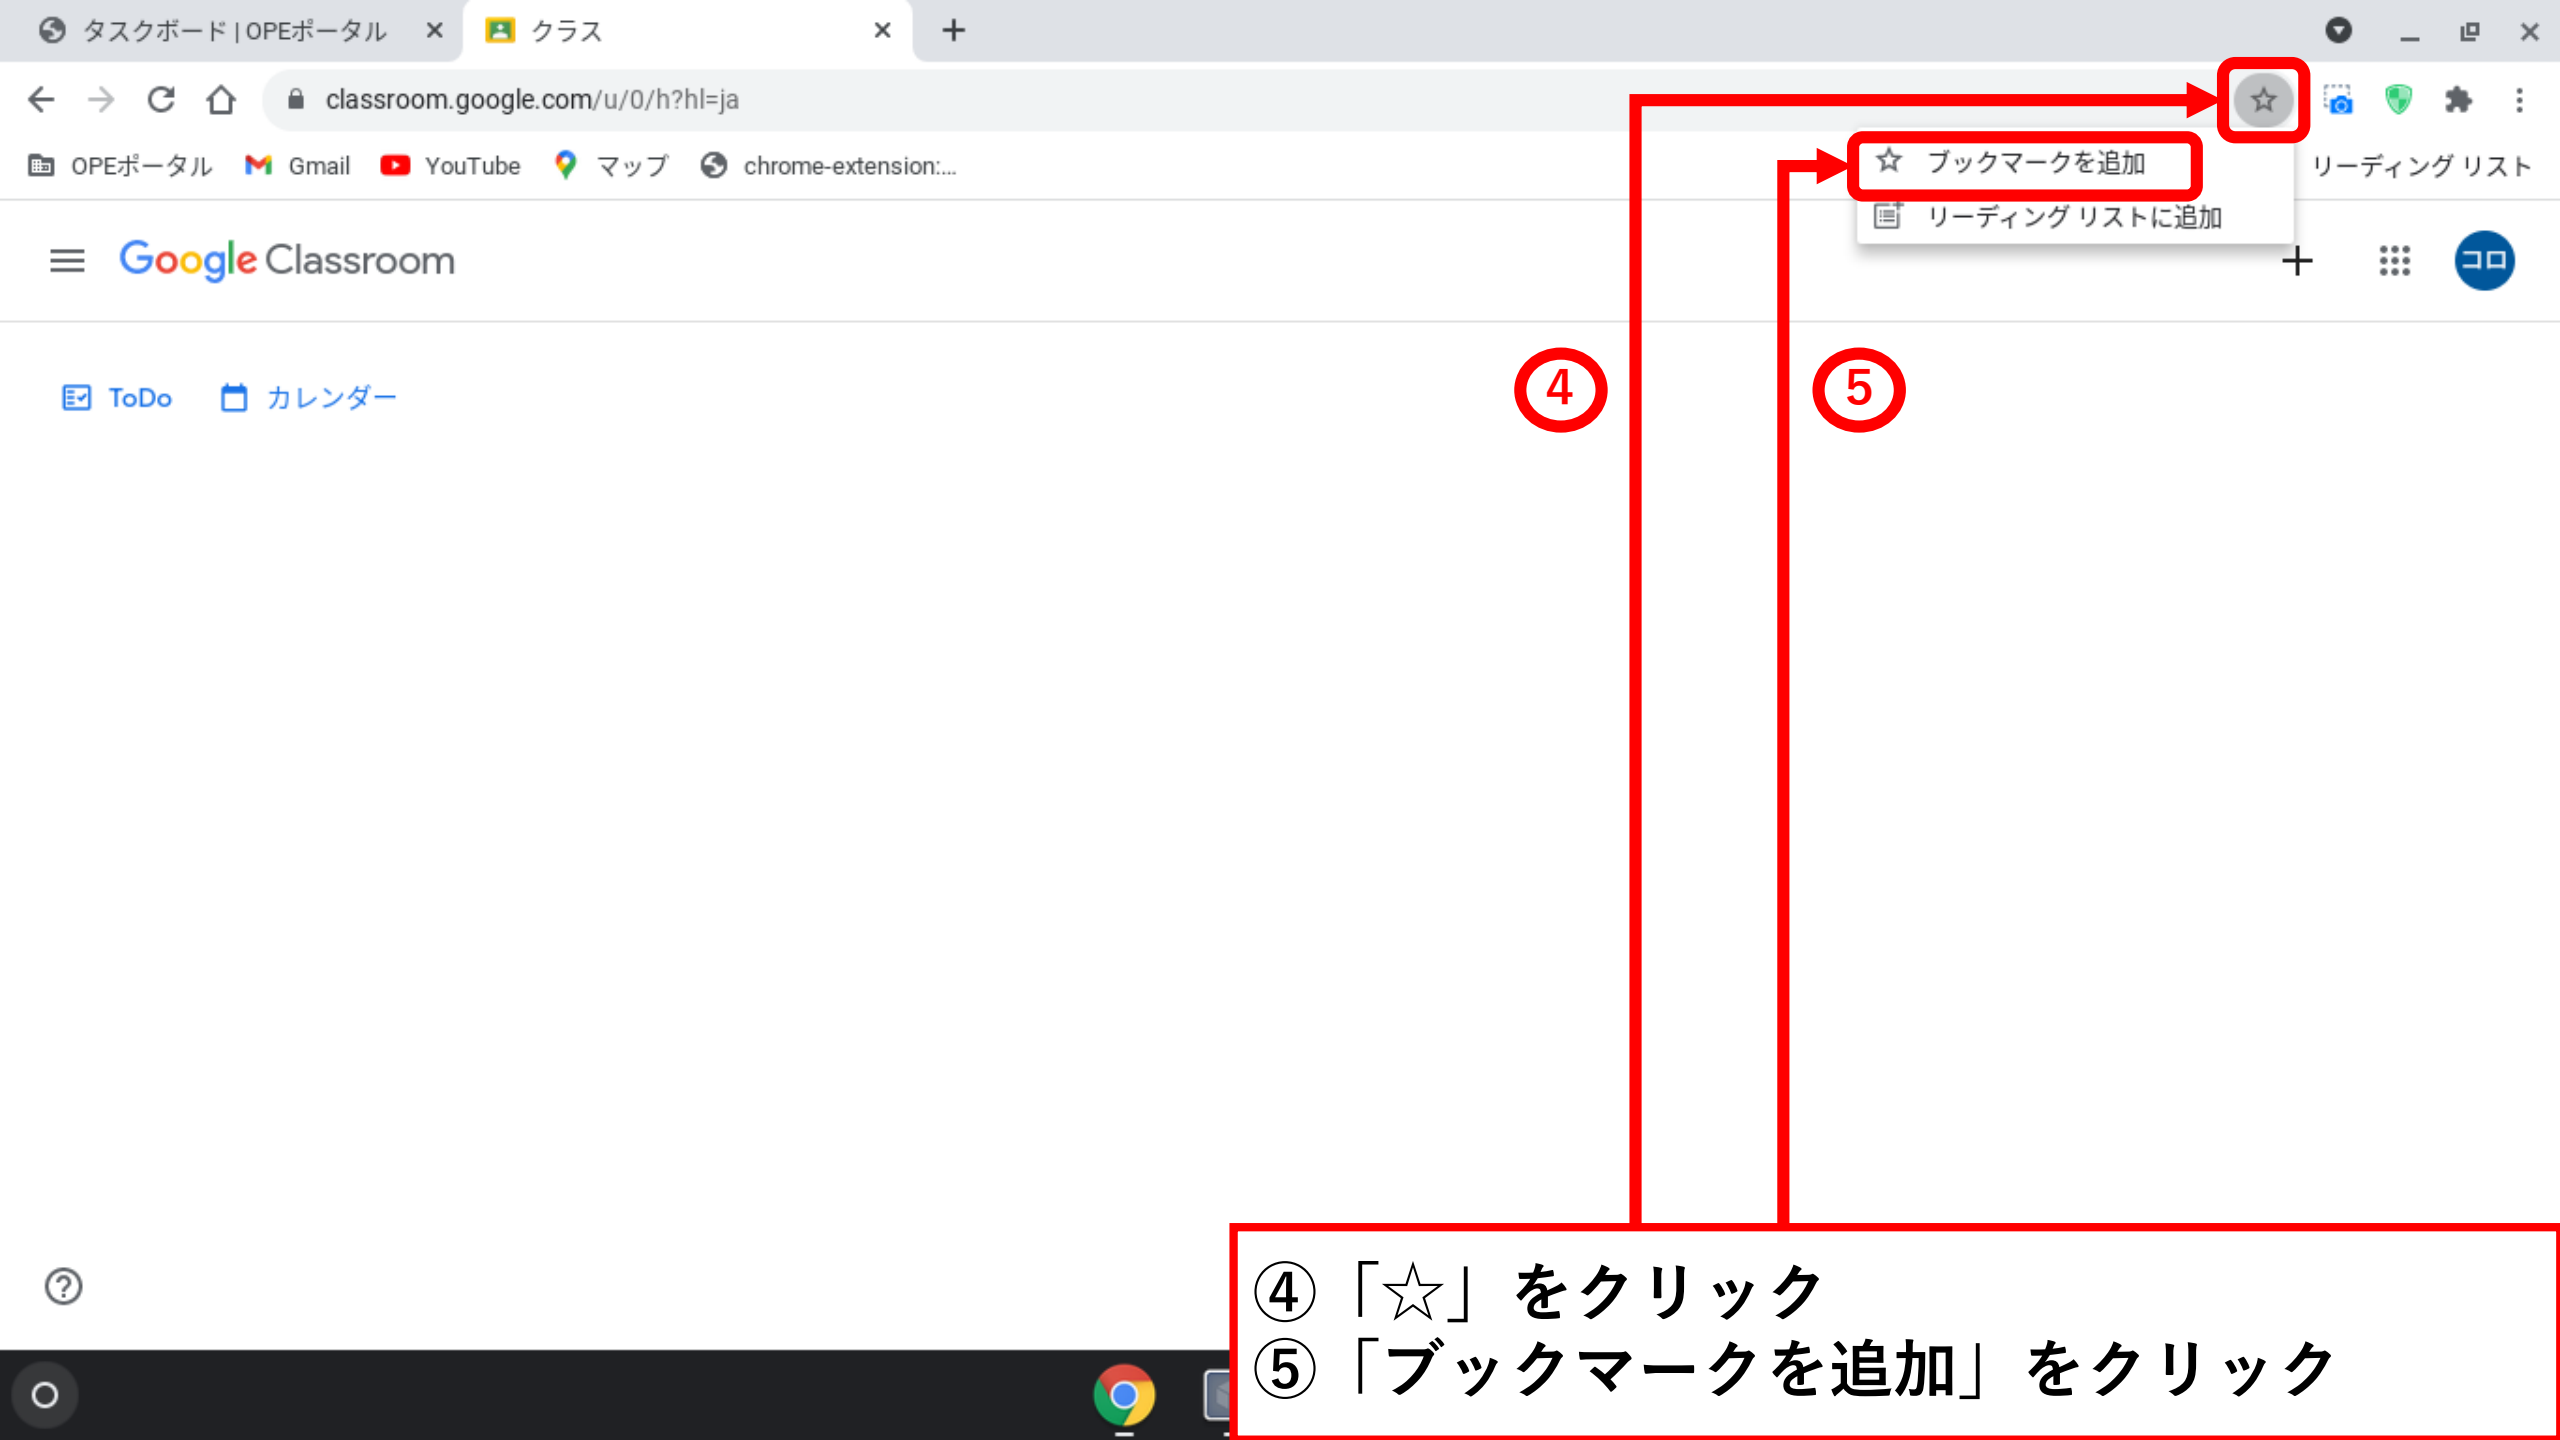 タスクボード | OPEポータル
クラス
classroom.google.com/u/0/h?hl=ja
OPEポータル
Gmail
YouTube
マップ
chrome-extension:...
ブックマークを追加
リーディング リスト
リーディング リストに追加
Google Classroom
コロ
ToDo
カレンダー
4
5
④「☆」をクリック
⑤「ブックマークを追加」をクリック